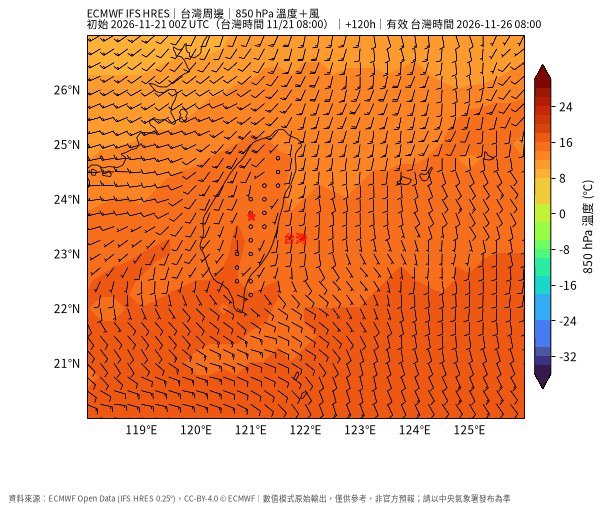 ECMWF IFS HRES｜台灣周邊｜850 hPa 溫度＋風
初始 2026-11-21 00Z UTC（台灣時間 11/21 08:00）｜+120h｜有效 台灣時間 2026-11-26 08:00
26°N
25°N
24°N
23°N
22°N
21°N
119°E 120°E 121°E 122°E 123°E 124°E 125°E
台灣
24
16
8
0
-8
-16
-24
-32
850 hPa 溫度 (°C)
資料來源：ECMWF Open Data (IFS HRES 0.25°)，CC-BY-4.0 © ECMWF｜數值模式原始輸出，僅供參考，非官方預報；請以中央氣象署發布為準